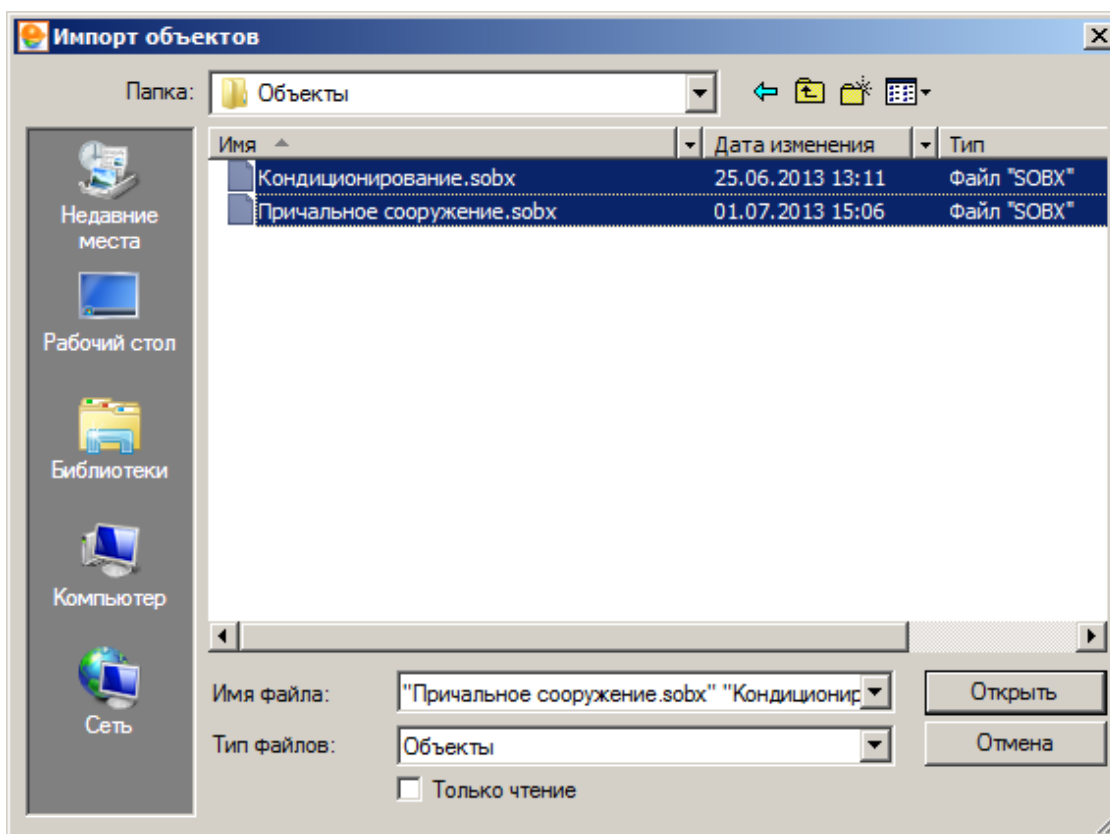 Импорт объектов
Папка: Объекты
Имя Дата изменения Тип
Кондиционирование.sobx 25.06.2013 13:11 Файл "SOBX"
Причальное сооружение.sobx 01.07.2013 15:06 Файл "SOBX"
Недавние
места
Рабочий стол
Библиотеки
Компьютер
Сеть
Имя файла: "Причальное сооружение.sobx" "Кондиционир Открыть
Тип файлов: Объекты Отмена
Только чтение